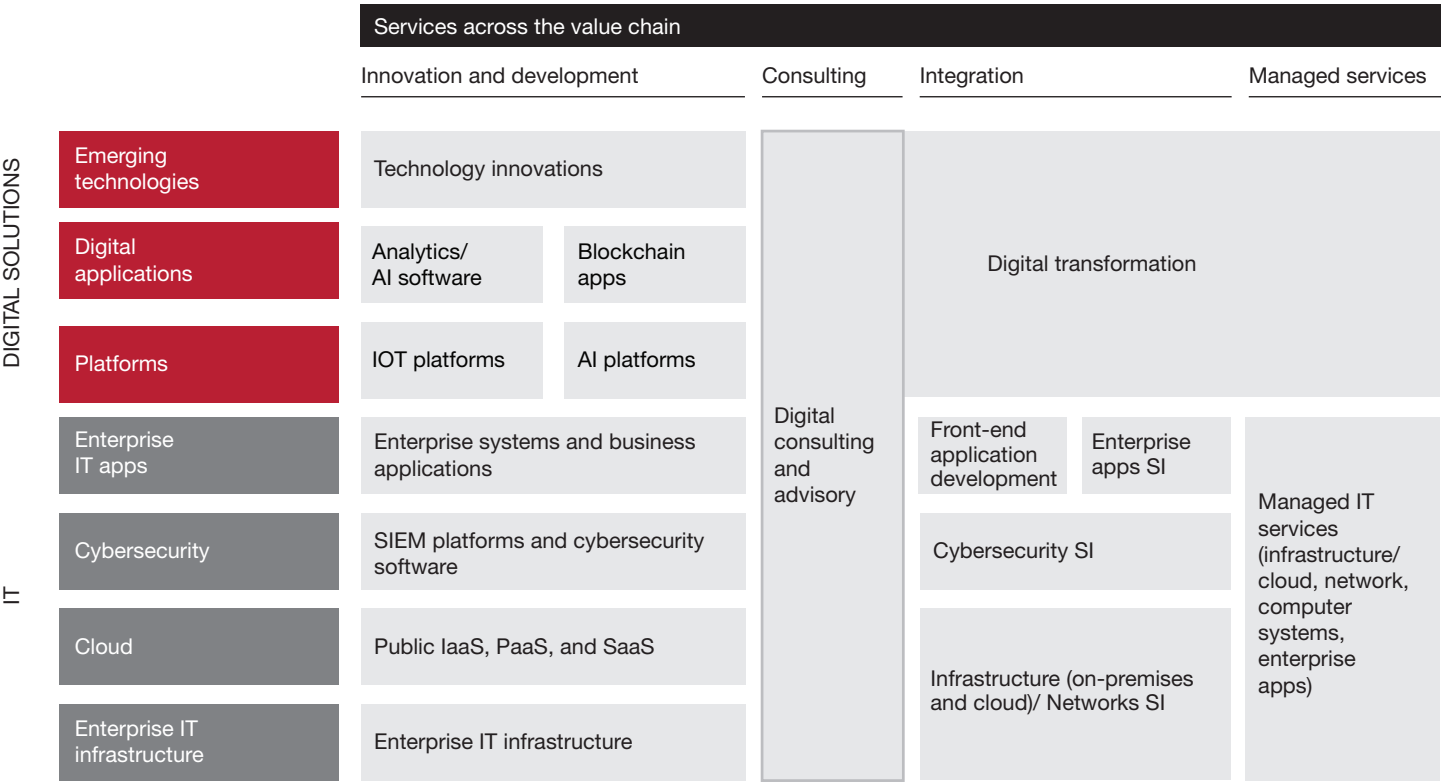 Services across the value chain
Innovation and development
Consulting
Integration
Managed services
DIGITAL SOLUTIONS
Emerging
technologies
Technology innovations
Digital
applications
Analytics/
AI software
Blockchain
apps
Digital transformation
Platforms
IOT platforms
AI platforms
Digital
consulting
and
advisory
IT
Enterprise
IT apps
Enterprise systems and business
applications
Front-end
application
development
Enterprise
apps SI
Managed IT
services
(infrastructure/
cloud, network,
computer
systems,
enterprise
apps)
Cybersecurity
SIEM platforms and cybersecurity
software
Cybersecurity SI
Cloud
Public IaaS, PaaS, and SaaS
Infrastructure (on-premises
and cloud)/ Networks SI
Enterprise IT
infrastructure
Enterprise IT infrastructure